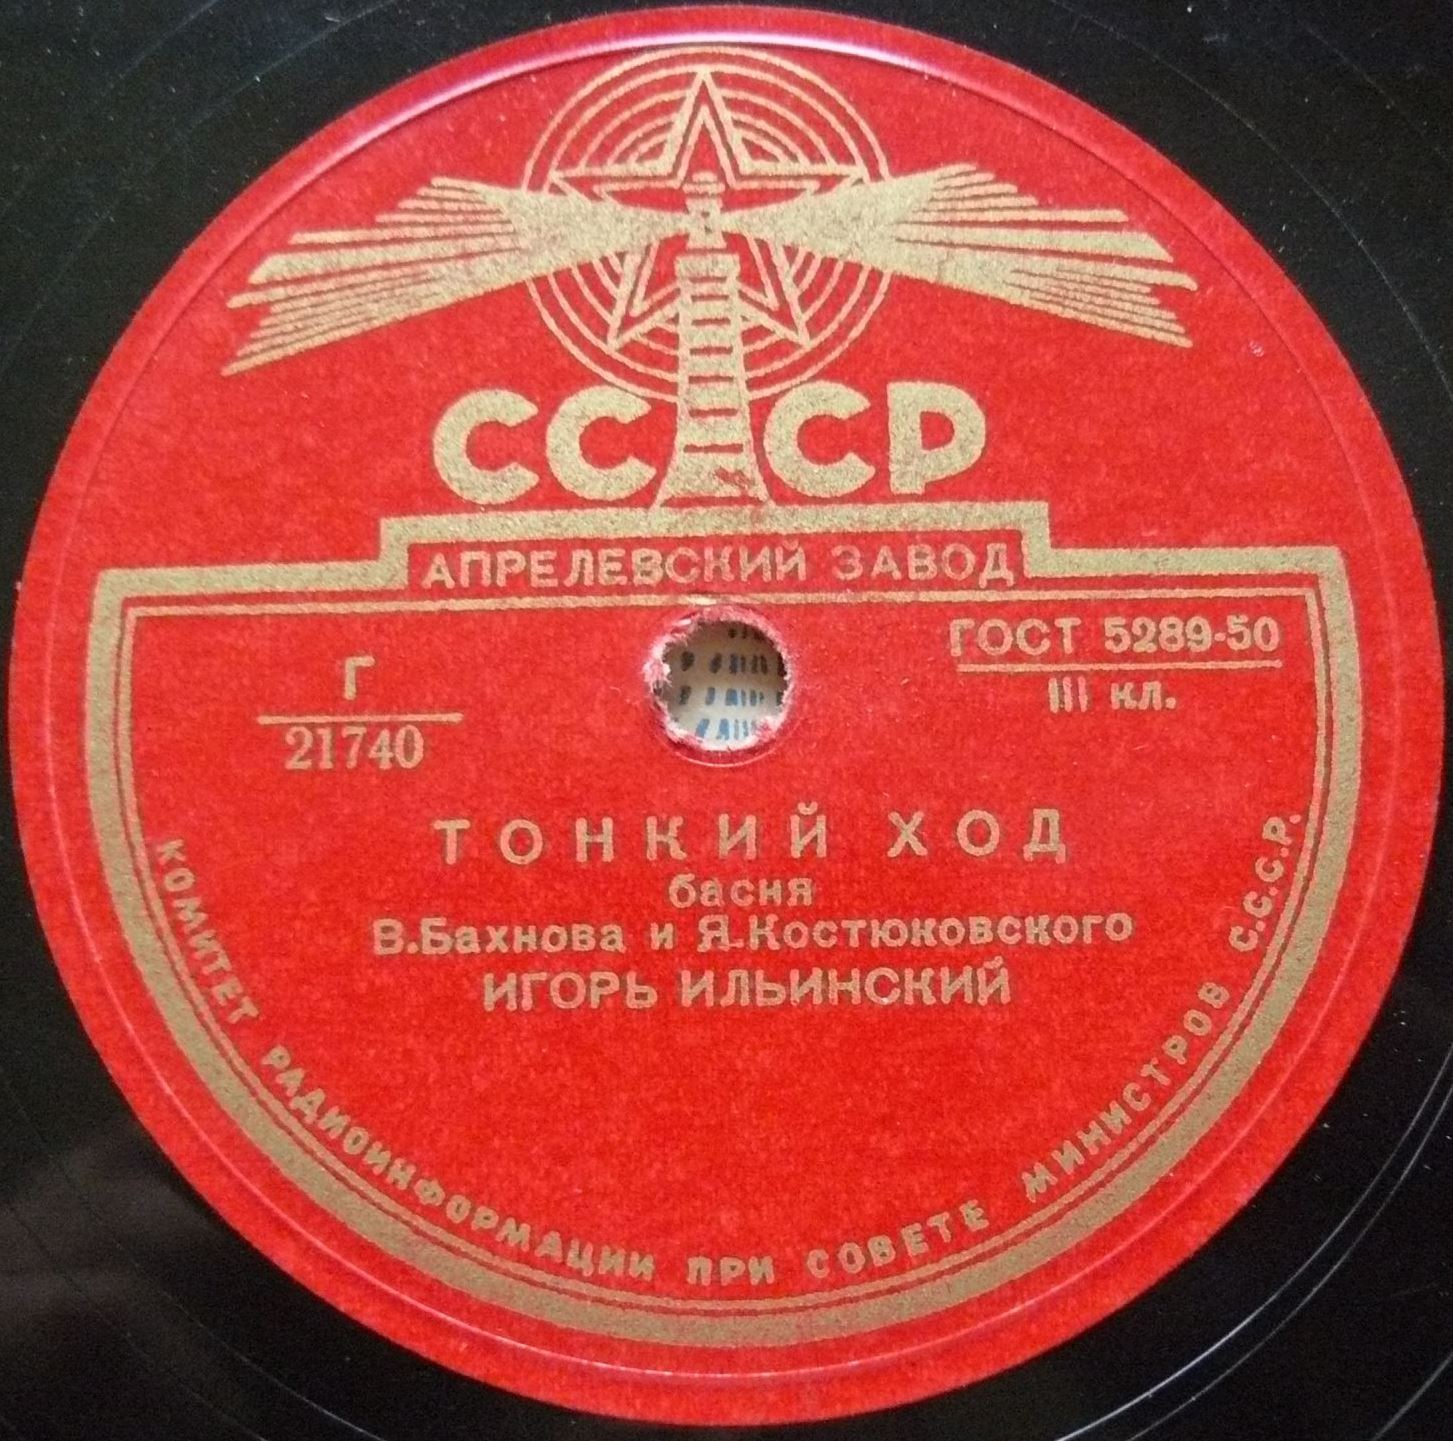 СССР
АПРЕЛЕВСКИЙ ЗАВОД
ГОСТ 5289-50
III кл.
Г
21740
ТОНКИЙ ХОД
басня
В.Бахнова и Я.Костюковского
ИГОРЬ ИЛЬИНСКИЙ
КОМИТЕТ РАДИОИНФОРМАЦИИ ПРИ СОВЕТЕ МИНИСТРОВ С.С.С.Р.